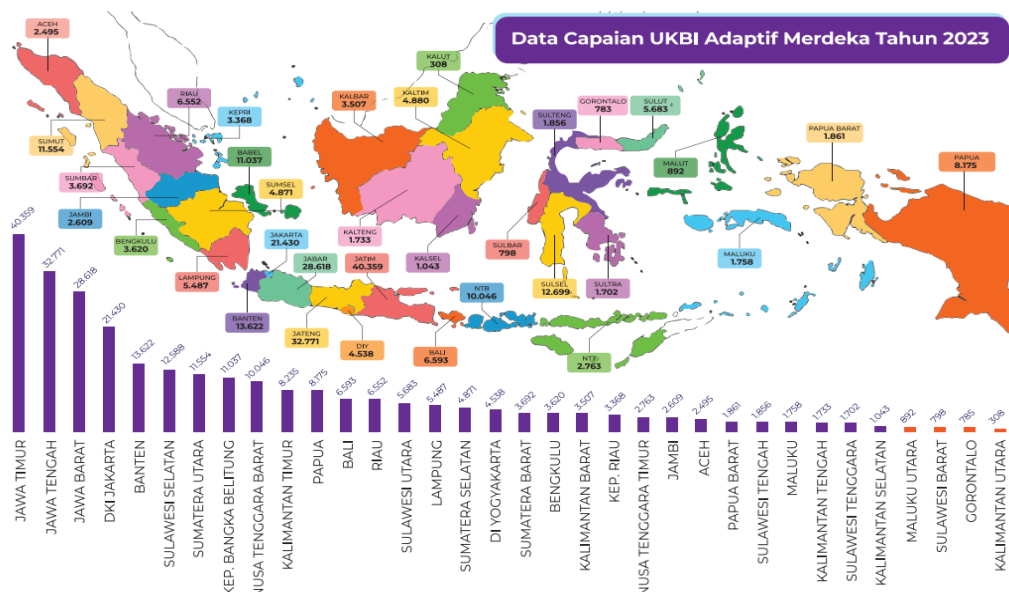 Data Capaian UKBI Adaptif Merdeka Tahun 2023
ACEH
2.495
KALUT
308
RIAU
6.552
KALBAR
3.507
KALTIM
4.880
GORONTALO
783
SULUT
5.683
SULTENG
1.856
KEPRI
3.368
PAPUA BARAT
1.861
SUMUT
11.554
BABEL
11.037
MALUT
892
PAPUA
8.175
SUMBAR
3.692
SUMSEL
4.871
JAMBI
2.609
BENGKULU
3.620
JAKARTA
21.430
KALTENG
1.733
SULBAR
798
KALSEL
1.043
MALUKU
1.758
LAMPUNG
5.487
JABAR
28.618
JATIM
40.359
SULSEL
12.699
SULTRA
1.702
NTB
10.046
BANTEN
13.622
JATENG
32.771
DIY
4.538
BALI
6.593
NTT
2.763
40.359
32.771
28.618
21.430
13.622
12.588
11.554
11.037
10.046
8.235
8.175
6.593
6.552
5.683
5.487
4.871
4.538
3.692
3.620
3.507
3.368
2.763
2.609
2.495
1.861
1.856
1.758
1.733
1.702
1.043
892
798
785
308
JAWA TIMUR
JAWA TENGAH
JAWA BARAT
DKI JAKARTA
BANTEN
SULAWESI SELATAN
SUMATERA UTARA
KEP. BANGKA BELITUNG
NUSA TENGGARA BARAT
KALIMANTAN TIMUR
PAPUA
BALI
RIAU
SULAWESI UTARA
LAMPUNG
SUMATERA SELATAN
DI YOGYAKARTA
SUMATERA BARAT
BENGKULU
KALIMANTAN BARAT
KEP. RIAU
NUSA TENGGARA TIMUR
JAMBI
ACEH
PAPUA BARAT
SULAWESI TENGAH
MALUKU
KALIMANTAN TENGAH
SULAWESI TENGGARA
KALIMANTAN SELATAN
MALUKU UTARA
SULAWESI BARAT
GORONTALO
KALIMANTAN UTARA